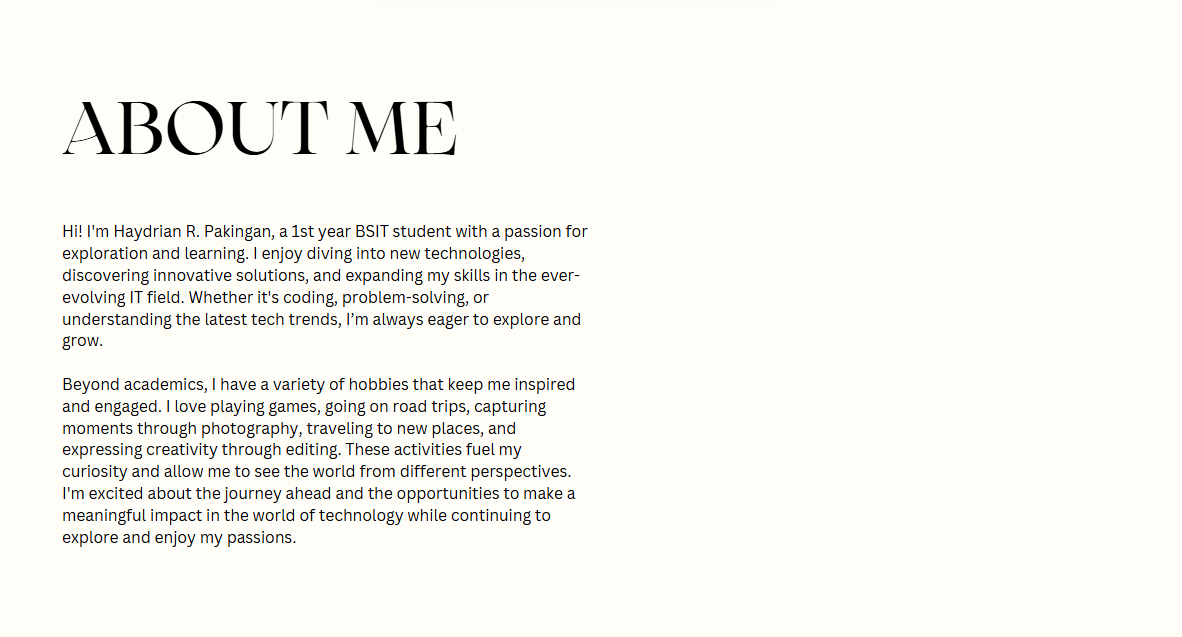 ABOUT ME
Hi! I'm Haydrian R. Pakingan, a 1st year BSIT student with a passion for
exploration and learning. I enjoy diving into new technologies,
discovering innovative solutions, and expanding my skills in the ever-
evolving IT field. Whether it's coding, problem-solving, or
understanding the latest tech trends, I’m always eager to explore and
grow.
Beyond academics, I have a variety of hobbies that keep me inspired
and engaged. I love playing games, going on road trips, capturing
moments through photography, traveling to new places, and
expressing creativity through editing. These activities fuel my
curiosity and allow me to see the world from different perspectives.
I'm excited about the journey ahead and the opportunities to make a
meaningful impact in the world of technology while continuing to
explore and enjoy my passions.